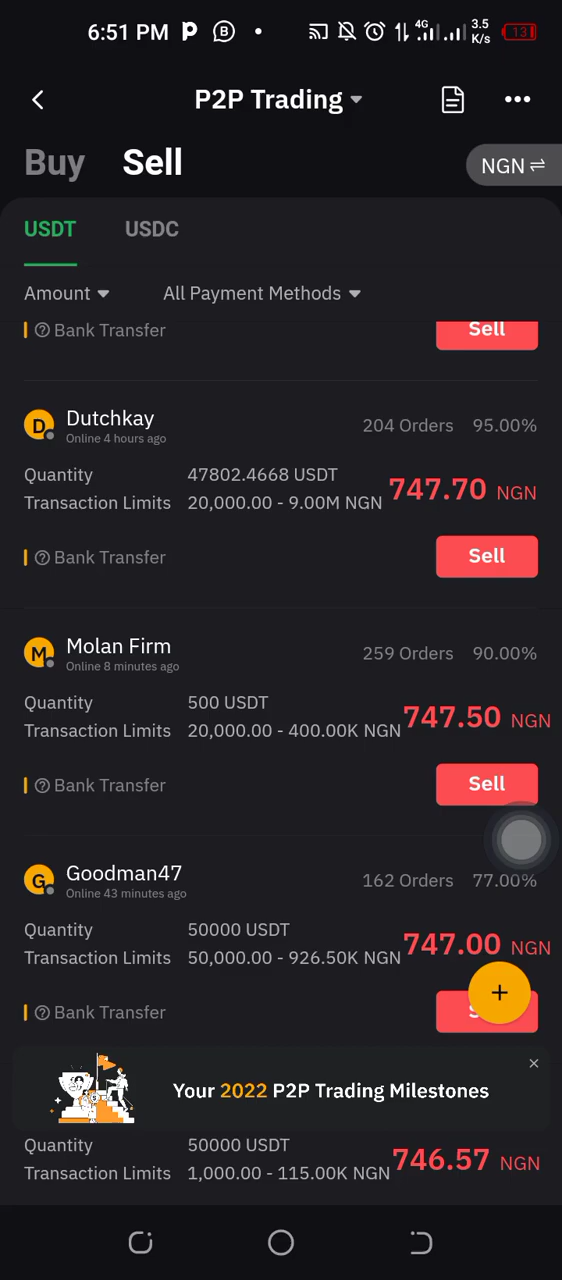 6:51 PM
4G
3.5
K/s
13
P2P Trading
Buy Sell
NGN
USDT USDC
Amount All Payment Methods
Bank Transfer
Sell
D Dutchkay 204 Orders 95.00%
Online 4 hours ago
Quantity 47802.4668 USDT
Transaction Limits 20,000.00 - 9.00M NGN
747.70 NGN
Bank Transfer
Sell
M Molan Firm 259 Orders 90.00%
Online 8 minutes ago
Quantity 500 USDT
Transaction Limits 20,000.00 - 400.00K NGN
747.50 NGN
Bank Transfer
Sell
G Goodman47 162 Orders 77.00%
Online 43 minutes ago
Quantity 50000 USDT
Transaction Limits 50,000.00 - 926.50K NGN
747.00 NGN
Bank Transfer
Your 2022 P2P Trading Milestones
Quantity 50000 USDT
Transaction Limits 1,000.00 - 115.00K NGN
746.57 NGN